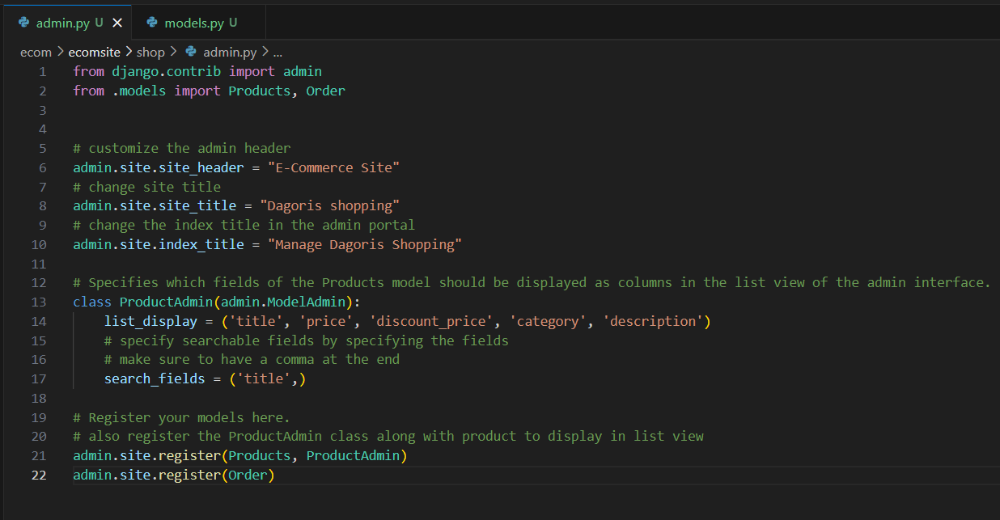 admin.py U
models.py U
ecom > ecomsite > shop > admin.py > ...
1 from django.contrib import admin
2 from .models import Products, Order
3
4
5 # customize the admin header
6 admin.site.site_header = "E-Commerce Site"
7 # change site title
8 admin.site.site_title = "Dagoris shopping"
9 # change the index title in the admin portal
10 admin.site.index_title = "Manage Dagoris Shopping"
11
12 # Specifies which fields of the Products model should be displayed as columns in the list view of the admin interface.
13 class ProductAdmin(admin.ModelAdmin):
14     list_display = ('title', 'price', 'discount_price', 'category', 'description')
15     # specify searchable fields by specifying the fields
16     # make sure to have a comma at the end
17     search_fields = ('title',)
18
19 # Register your models here.
20 # also register the ProductAdmin class along with product to display in list view
21 admin.site.register(Products, ProductAdmin)
22 admin.site.register(Order)